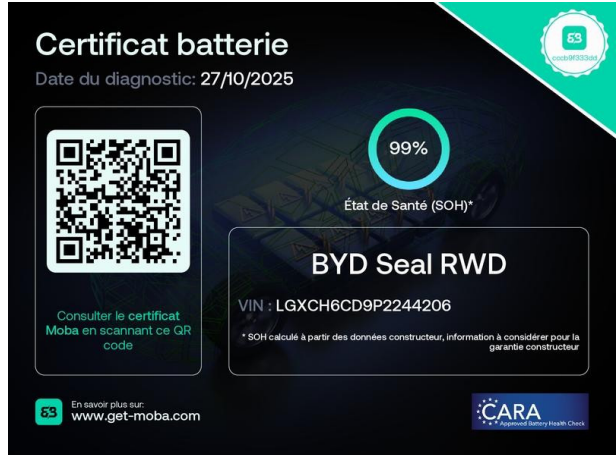 Certificat batterie
Date du diagnostic: 27/10/2025
cccb9f333dd
99%
État de Santé (SOH)*
BYD Seal RWD
VIN : LGXCH6CD9P2244206
* SOH calculé à partir des données constructeur, information à considérer pour la
garantie constructeur
Consulter le certificat
Moba en scannant ce QR
code
En savoir plus sur:
www.get-moba.com
CARA
Approved Battery Health Check